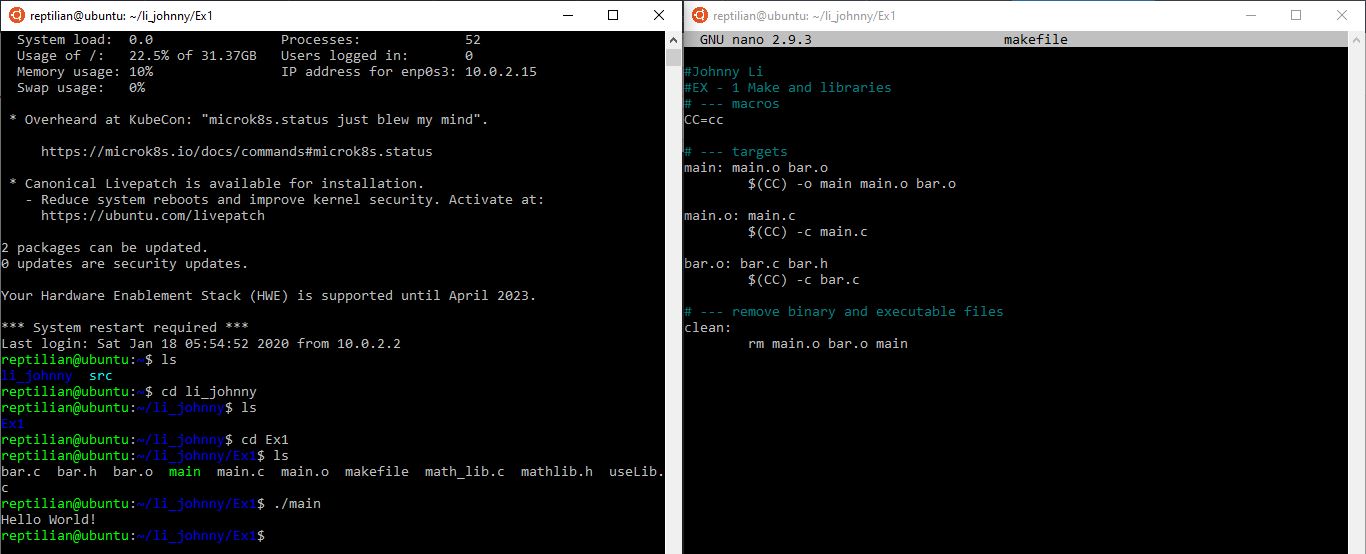 reptilian@ubuntu: ~/li_johnny/Ex1
System load:  0.0                Processes:              52
Usage of /:   22.5% of 31.37GB   Users logged in:        0
Memory usage: 10%                IP address for enp0s3: 10.0.2.15
Swap usage:   0%
* Overheard at KubeCon: "microk8s.status just blew my mind".
https://microk8s.io/docs/commands#microk8s.status
* Canonical Livepatch is available for installation.
- Reduce system reboots and improve kernel security. Activate at:
https://ubuntu.com/livepatch
2 packages can be updated.
0 updates are security updates.
Your Hardware Enablement Stack (HWE) is supported until April 2023.
*** System restart required ***
Last login: Sat Jan 18 05:54:52 2020 from 10.0.2.2
reptilian@ubuntu:~$ ls
li_johnny  src
reptilian@ubuntu:~$ cd li_johnny
reptilian@ubuntu:~/li_johnny$ ls
Ex1
reptilian@ubuntu:~/li_johnny$ cd Ex1
reptilian@ubuntu:~/li_johnny/Ex1$ ls
bar.c  bar.h  bar.o  main  main.c  main.o  makefile  math_lib.c  mathlib.h  useLib.
c
reptilian@ubuntu:~/li_johnny/Ex1$ ./main
Hello World!
reptilian@ubuntu:~/li_johnny/Ex1$
reptilian@ubuntu: ~/li_johnny/Ex1
GNU nano 2.9.3                        makefile
#Johnny Li
#EX - 1 Make and libraries
# --- macros
CC=cc
# --- targets
main: main.o bar.o
$(CC) -o main main.o bar.o
main.o: main.c
$(CC) -c main.c
bar.o: bar.c bar.h
$(CC) -c bar.c
# --- remove binary and executable files
clean:
rm main.o bar.o main